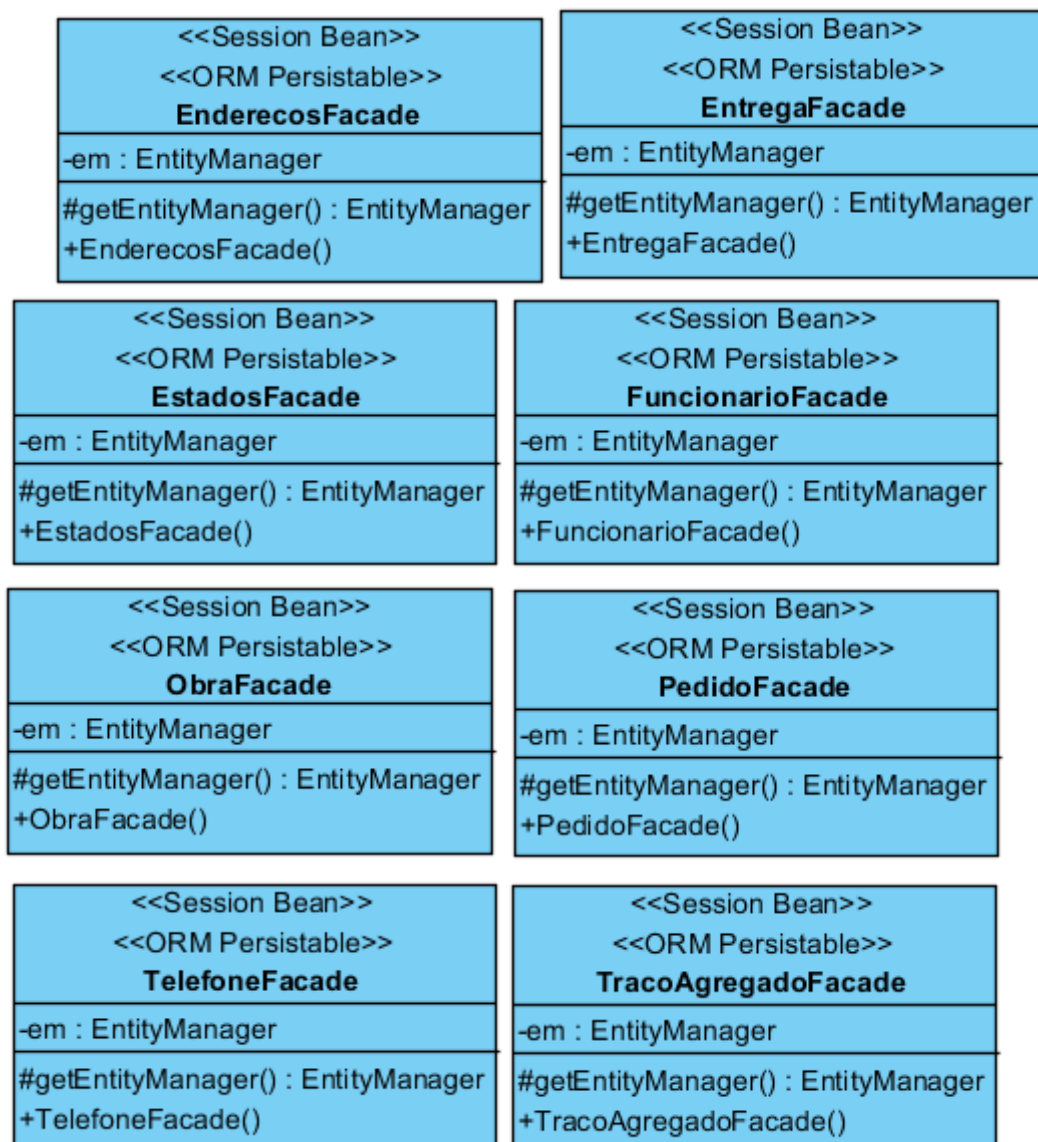 <<Session Bean>>
<<ORM Persistable>>
EnderecosFacade
-em : EntityManager
#getEntityManager() : EntityManager
+EnderecosFacade()
<<Session Bean>>
<<ORM Persistable>>
EntregaFacade
-em : EntityManager
#getEntityManager() : EntityManager
+EntregaFacade()
<<Session Bean>>
<<ORM Persistable>>
EstadosFacade
-em : EntityManager
#getEntityManager() : EntityManager
+EstadosFacade()
<<Session Bean>>
<<ORM Persistable>>
FuncionarioFacade
-em : EntityManager
#getEntityManager() : EntityManager
+FuncionarioFacade()
<<Session Bean>>
<<ORM Persistable>>
ObraFacade
-em : EntityManager
#getEntityManager() : EntityManager
+ObraFacade()
<<Session Bean>>
<<ORM Persistable>>
PedidoFacade
-em : EntityManager
#getEntityManager() : EntityManager
+PedidoFacade()
<<Session Bean>>
<<ORM Persistable>>
TelefoneFacade
-em : EntityManager
#getEntityManager() : EntityManager
+TelefoneFacade()
<<Session Bean>>
<<ORM Persistable>>
TracoAgregadoFacade
-em : EntityManager
#getEntityManager() : EntityManager
+TracoAgregadoFacade()